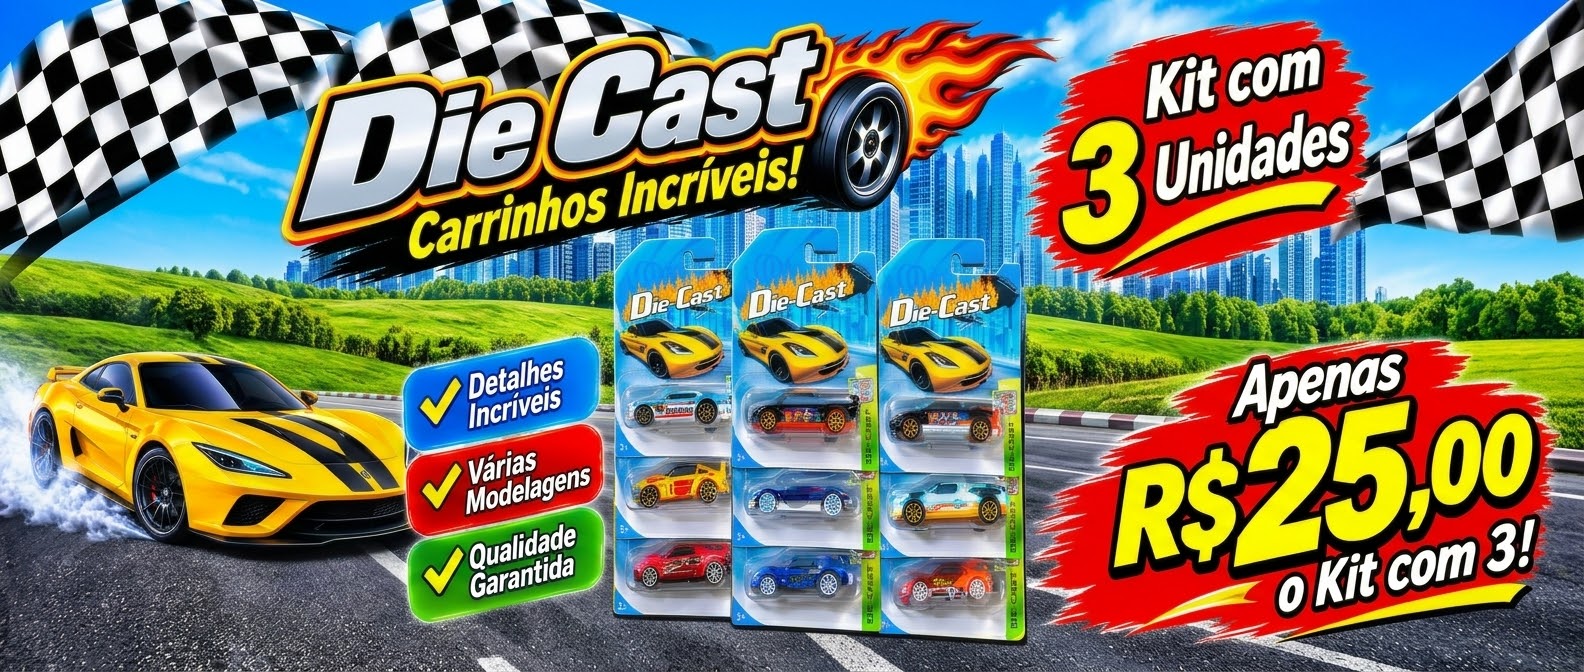 Die Cast
Carrinhos Incríveis!
Kit com
3 Unidades
Detalhes
Incríveis
Várias
Modelagens
Qualidade
Garantida
Die-Cast
Die-Cast
Die-Cast
Apenas
R$25,00
o Kit com 3!